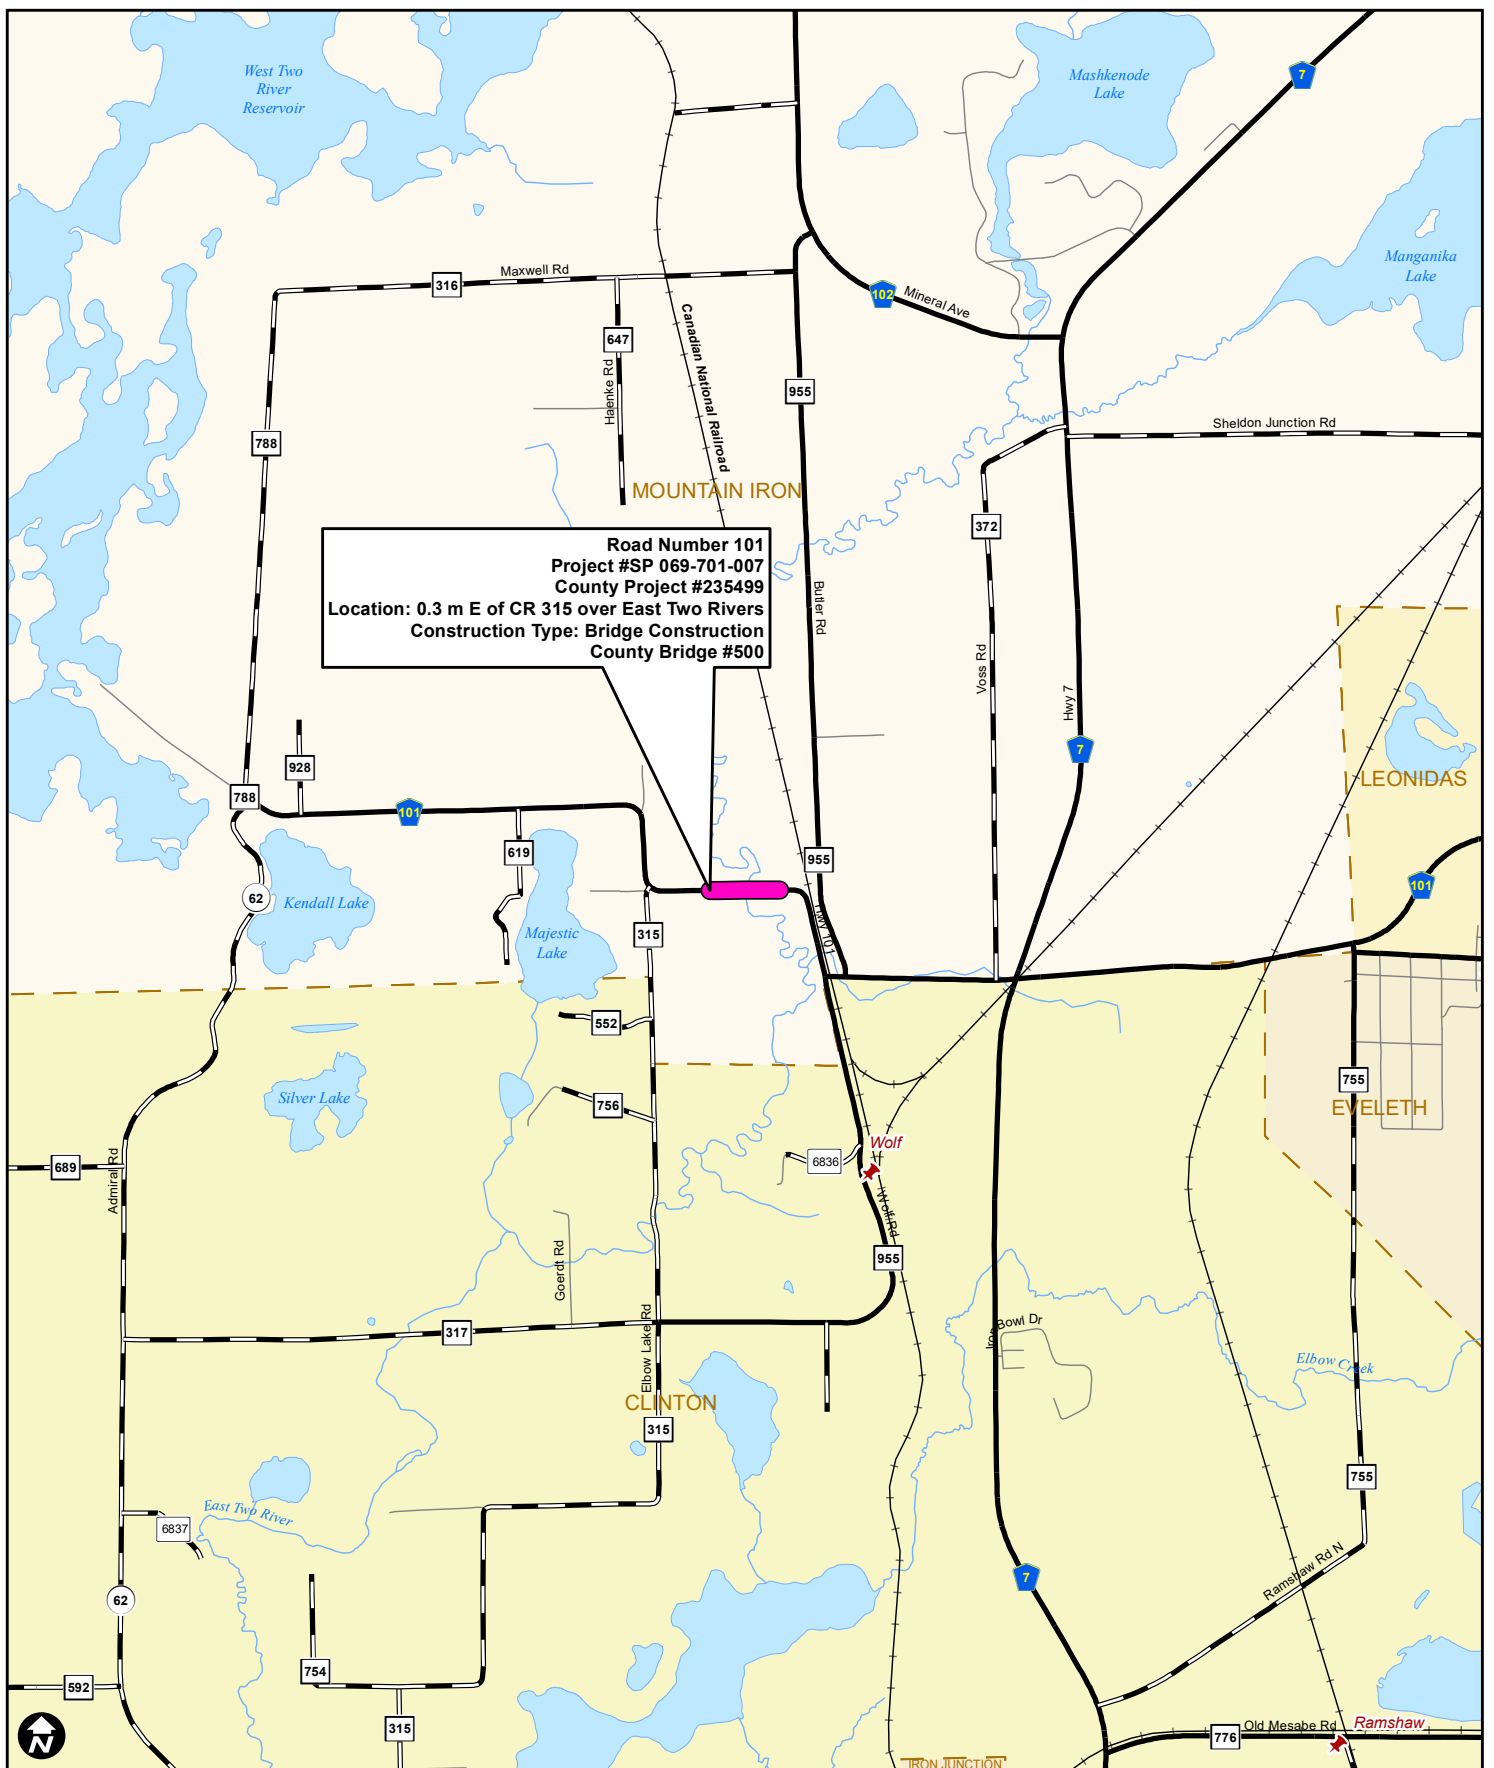 West Two
River
Reservoir
Mashkenode
Lake
7
Manganika
Lake
Maxwell Rd
316
102
Mineral Ave
647
Haenke Rd
Canadian National Railroad
955
788
Sheldon Junction Rd
MOUNTAIN IRON
372
Road Number 101
Project #SP 069-701-007
County Project #235499
Location: 0.3 m E of CR 315 over East Two Rivers
Construction Type: Bridge Construction
County Bridge #500
Butler Rd
Voss Rd
Hwy 7
7
LEONIDAS
928
788
101
619
955
101
62
Kendall Lake
Majestic
Lake
315
Hwy 101
552
Silver Lake
756
755
EVELETH
Wolf
689
Admiral Rd
6836
Wolf Rd
955
Goerdt Rd
317
Elbow Lake Rd
Iron Bowl Dr
Elbow Creek
CLINTON
315
755
East Two River
6837
7
Ramshaw Rd N
62
754
592
315
N
Old Mesabe Rd
Ramshaw
776
IRON JUNCTION